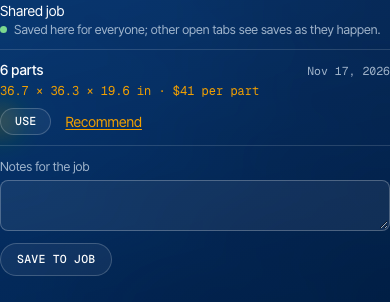 Shared job
Saved here for everyone; other open tabs see saves as they happen.
6 parts
Nov 17, 2026
36.7 × 36.3 × 19.6 in · $41 per part
USE
Recommend
Notes for the job
SAVE TO JOB